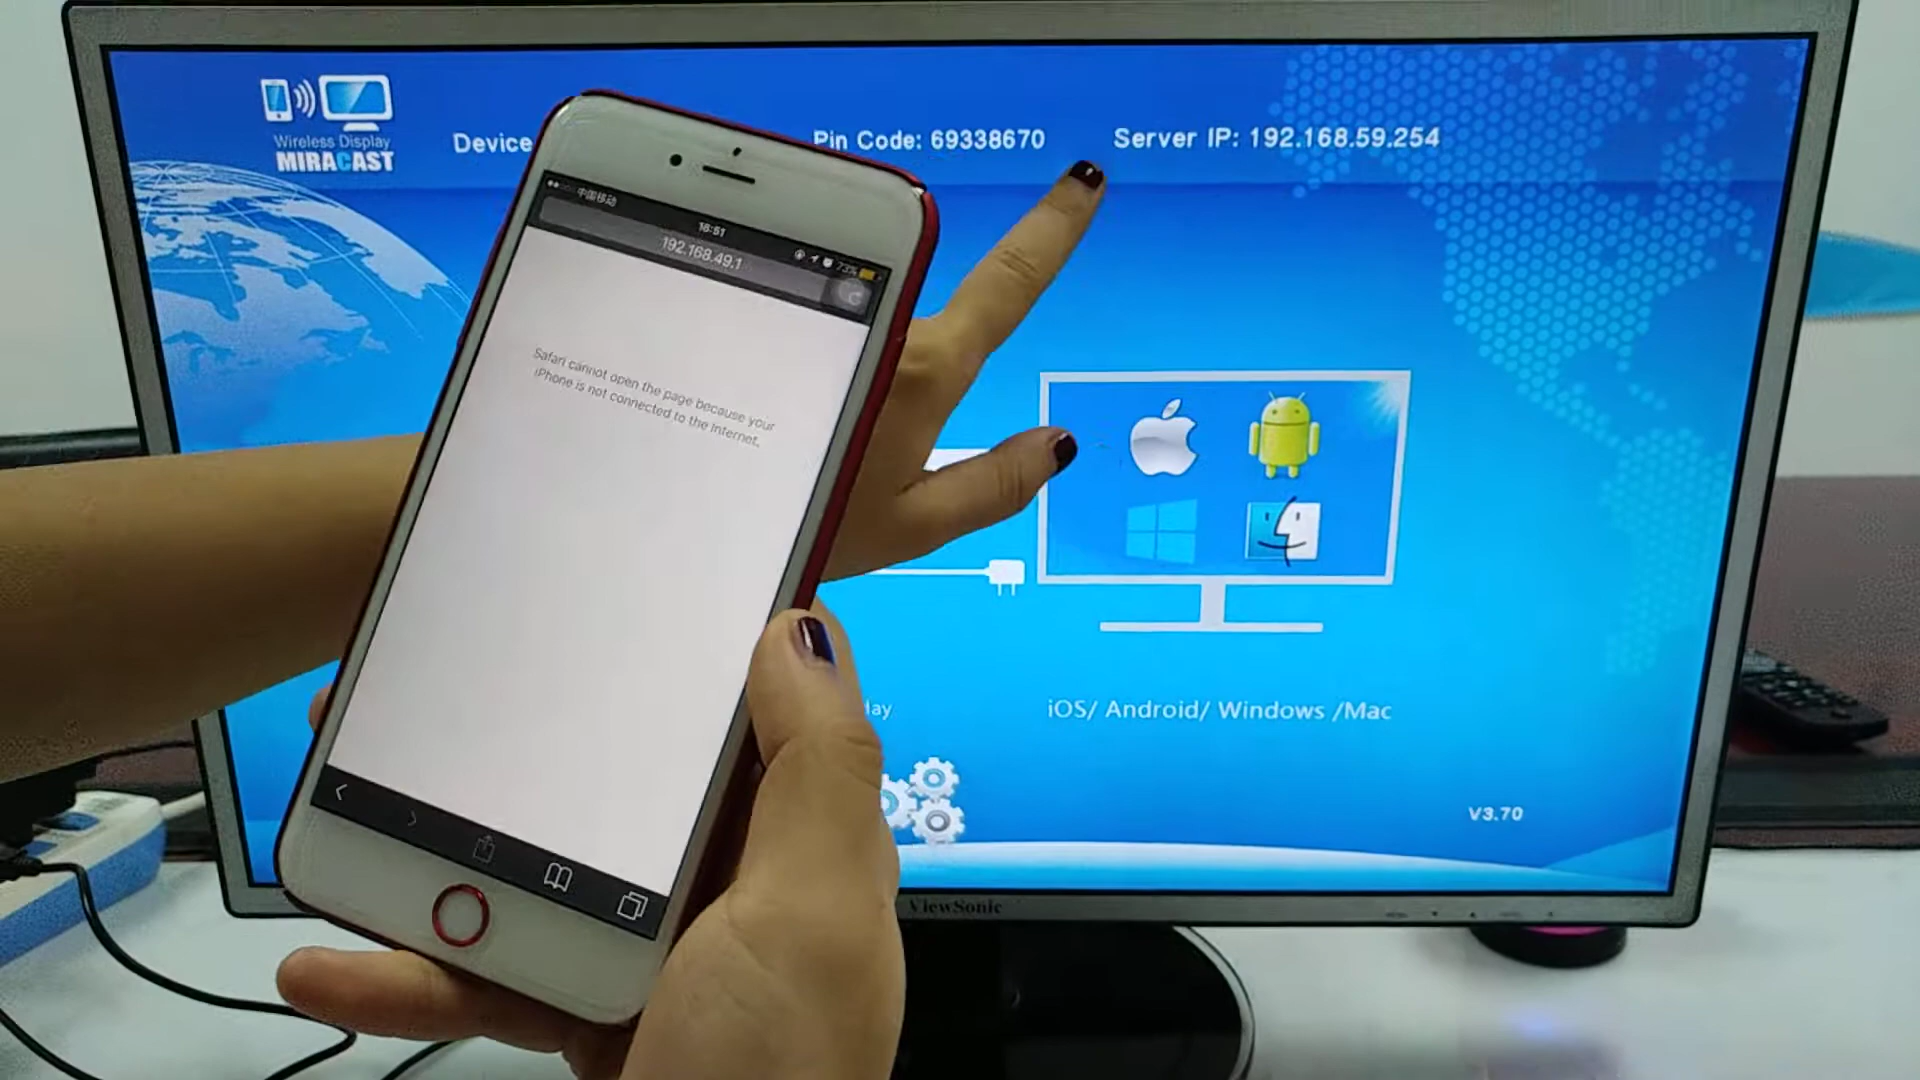 Wireless Display
MIRACAST
Device
Pin Code: 69338670
Server IP: 192.168.59.254
中国移动
16:51
73%
192.168.49.1
Safari cannot open the page because your
iPhone is not connected to the Internet.
lay
iOS/ Android/ Windows /Mac
V3.70
ViewSonic